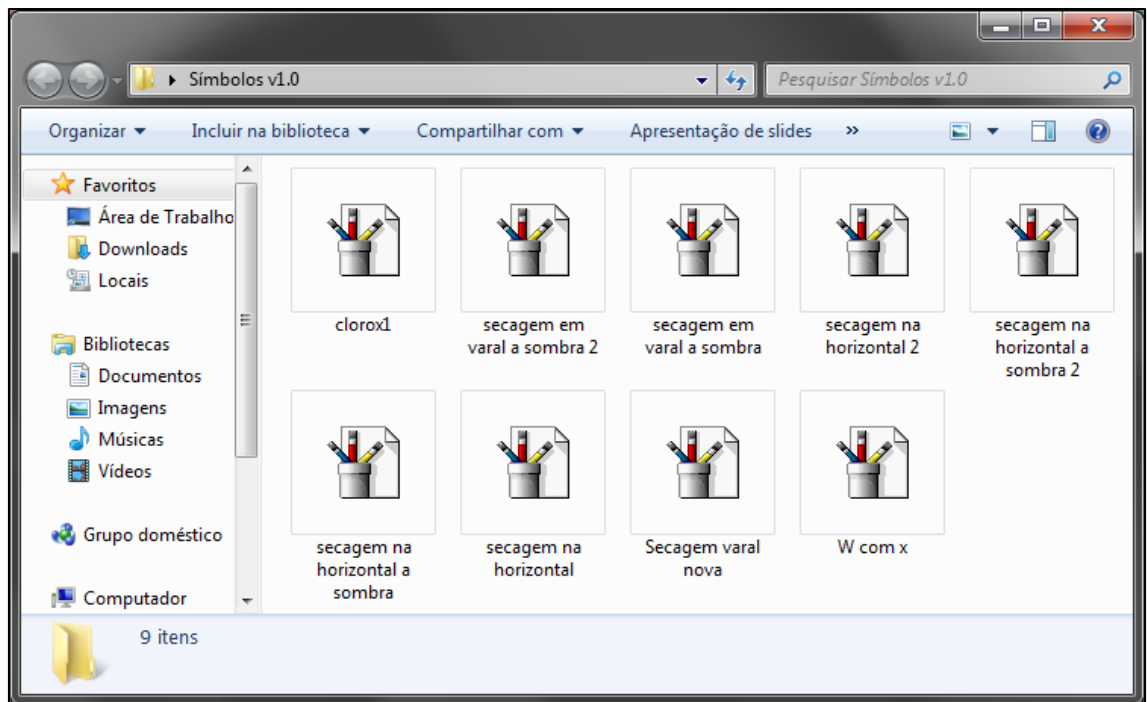 Símbolos v1.0
Pesquisar Símbolos v1.0
Organizar
Incluir na biblioteca
Compartilhar com
Apresentação de slides
»
Favoritos
Área de Trabalho
Downloads
Locais
Bibliotecas
Documentos
Imagens
Músicas
Vídeos
Grupo doméstico
Computador
clorox1
secagem em
varal a sombra 2
secagem em
varal a sombra
secagem na
horizontal 2
secagem na
horizontal a
sombra 2
secagem na
horizontal a
sombra
secagem na
horizontal
Secagem varal
nova
W com x
9 itens